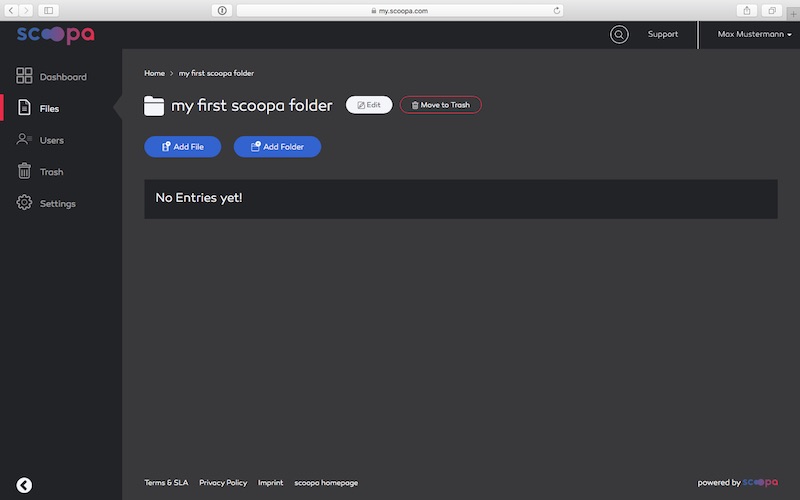 my.scoopa.com
scoopa
Support
Max Mustermann
Dashboard
Files
Users
Trash
Settings
Home > my first scoopa folder
my first scoopa folder
Edit
Move to Trash
Add File
Add Folder
No Entries yet!
Terms & SLA
Privacy Policy
Imprint
scoopa homepage
powered by scoopa